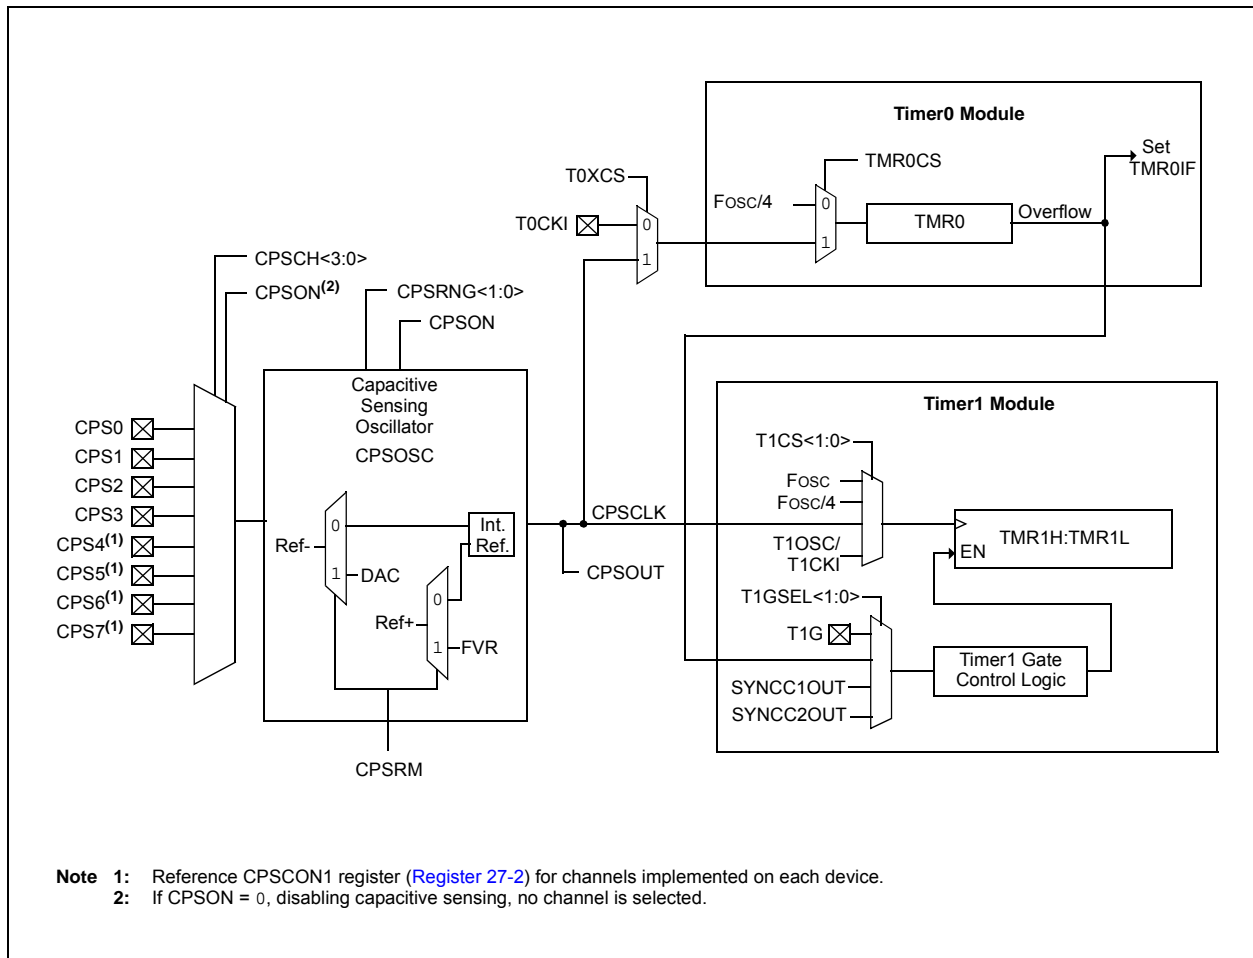 Timer0 Module
Set
TMR0IF
TMR0CS
T0XCS
FOSC/4
0
1
TMR0
Overflow
T0CKI
0
1
CPSCH<3:0>
CPSON(2)
CPSRNG<1:0>
CPSON
Capacitive
Sensing
Oscillator
CPSOSC
CPS0
CPS1
CPS2
CPS3
CPS4(1)
CPS5(1)
CPS6(1)
CPS7(1)
Ref-
0
1
DAC
Int.
Ref.
Ref+
0
1
FVR
CPSRM
CPSCLK
CPSOUT
Timer1 Module
T1CS<1:0>
FOSC
FOSC/4
T1OSC/
T1CKI
EN
TMR1H:TMR1L
T1GSEL<1:0>
T1G
SYNCC1OUT
SYNCC2OUT
Timer1 Gate
Control Logic
Note 1: Reference CPSCON1 register (Register 27-2) for channels implemented on each device.
2: If CPSON = 0, disabling capacitive sensing, no channel is selected.